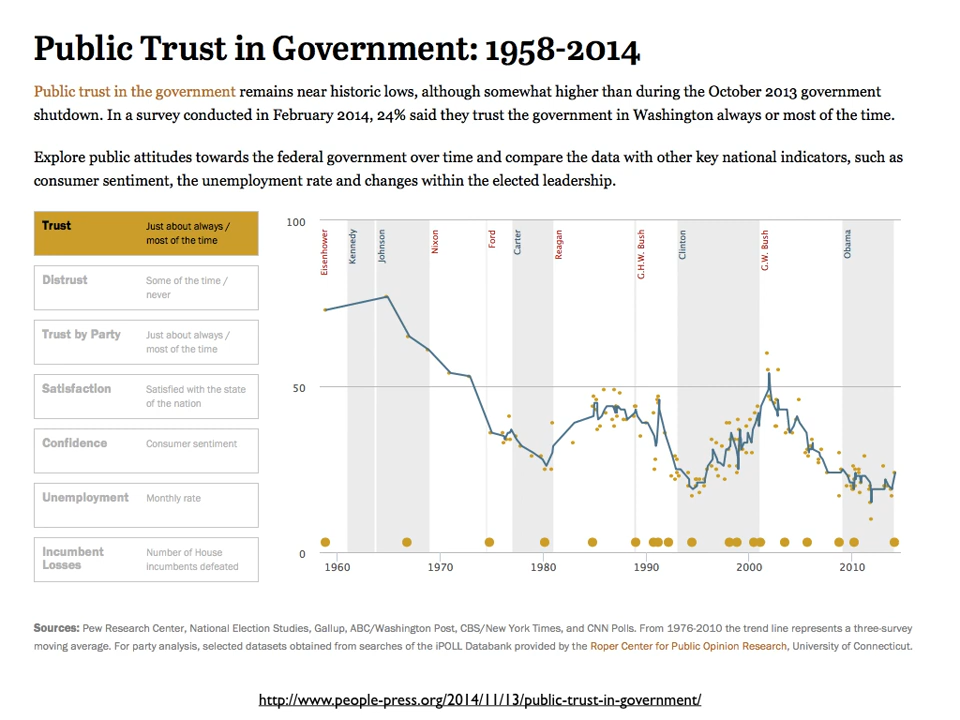 Public Trust in Government: 1958-2014
Public trust in the government remains near historic lows, although somewhat higher than during the October 2013 government
shutdown. In a survey conducted in February 2014, 24% said they trust the government in Washington always or most of the time.
Explore public attitudes towards the federal government over time and compare the data with other key national indicators, such as
consumer sentiment, the unemployment rate and changes within the elected leadership.
Trust
Just about always /
most of the time
Distrust
Some of the time /
never
Trust by Party
Just about always /
most of the time
Satisfaction
Satisfied with the state
of the nation
Confidence
Consumer sentiment
Unemployment
Monthly rate
Incumbent
Losses
Number of House
incumbents defeated
100
50
0
Eisenhower
Kennedy
Johnson
Nixon
Ford
Carter
Reagan
G.H.W. Bush
Clinton
G.W. Bush
Obama
1960
1970
1980
1990
2000
2010
Sources: Pew Research Center, National Election Studies, Gallup, ABC/Washington Post, CBS/New York Times, and CNN Polls. From 1976-2010 the trend line represents a three-survey
moving average. For party analysis, selected datasets obtained from searches of the iPOLL Databank provided by the Roper Center for Public Opinion Research, University of Connecticut.
http://www.people-press.org/2014/11/13/public-trust-in-government/